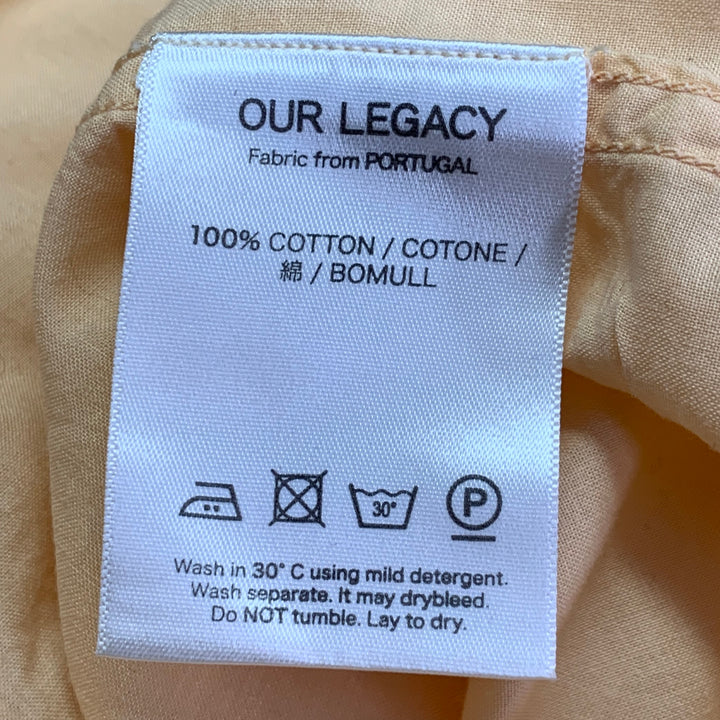 OUR LEGACY
Fabric from PORTUGAL
100% COTTON / COTONE /
綿 / BOMULL
30°
P
Wash in 30° C using mild detergent.
Wash separate. It may drybleed.
Do NOT tumble. Lay to dry.